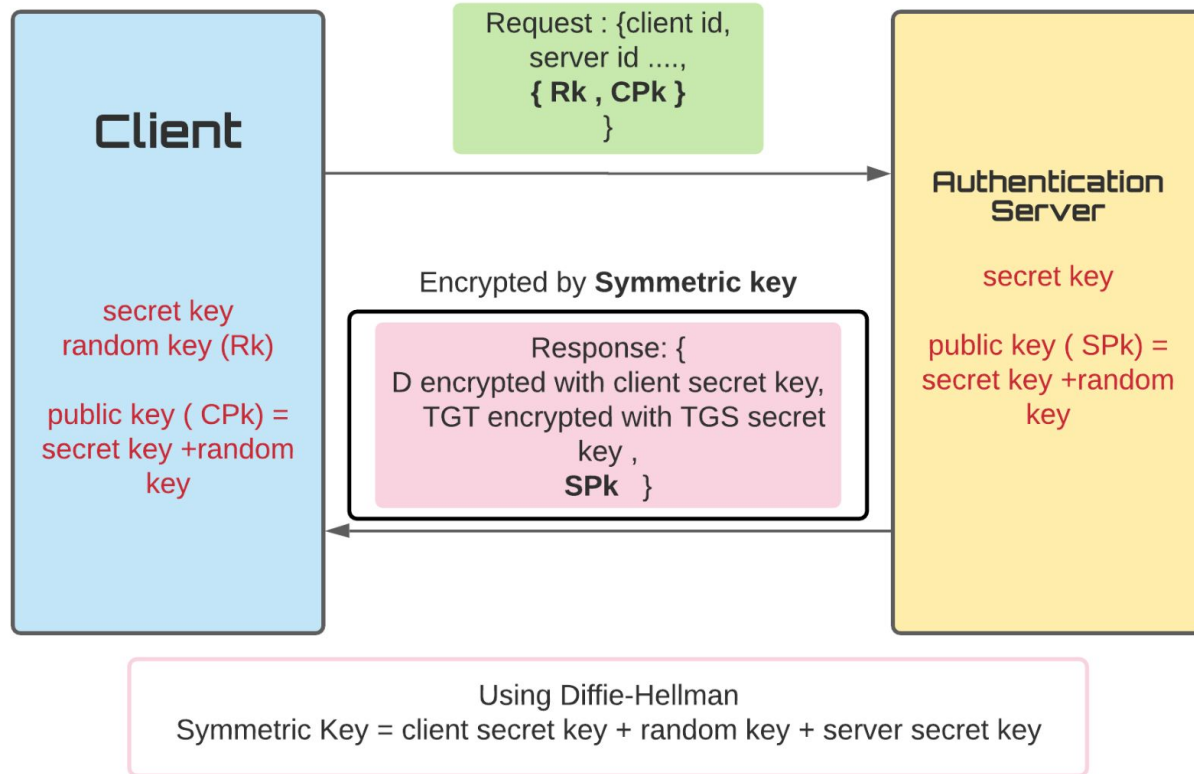 Request : {client id,
server id ....,
{ Rk , CPk }
}
Client
Authentication
Server
secret key
public key ( SPk) =
secret key +random
key
Encrypted by Symmetric key
secret key
random key (Rk)
public key ( CPk) =
secret key +random
key
Response: {
D encrypted with client secret key,
TGT encrypted with TGS secret
key ,
SPk }
Using Diffie-Hellman
Symmetric Key = client secret key + random key + server secret key